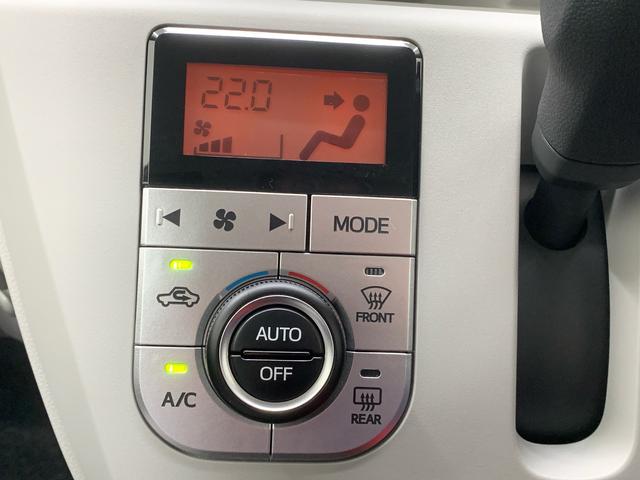 22.0
MODE
FRONT
AUTO
OFF
A/C
REAR